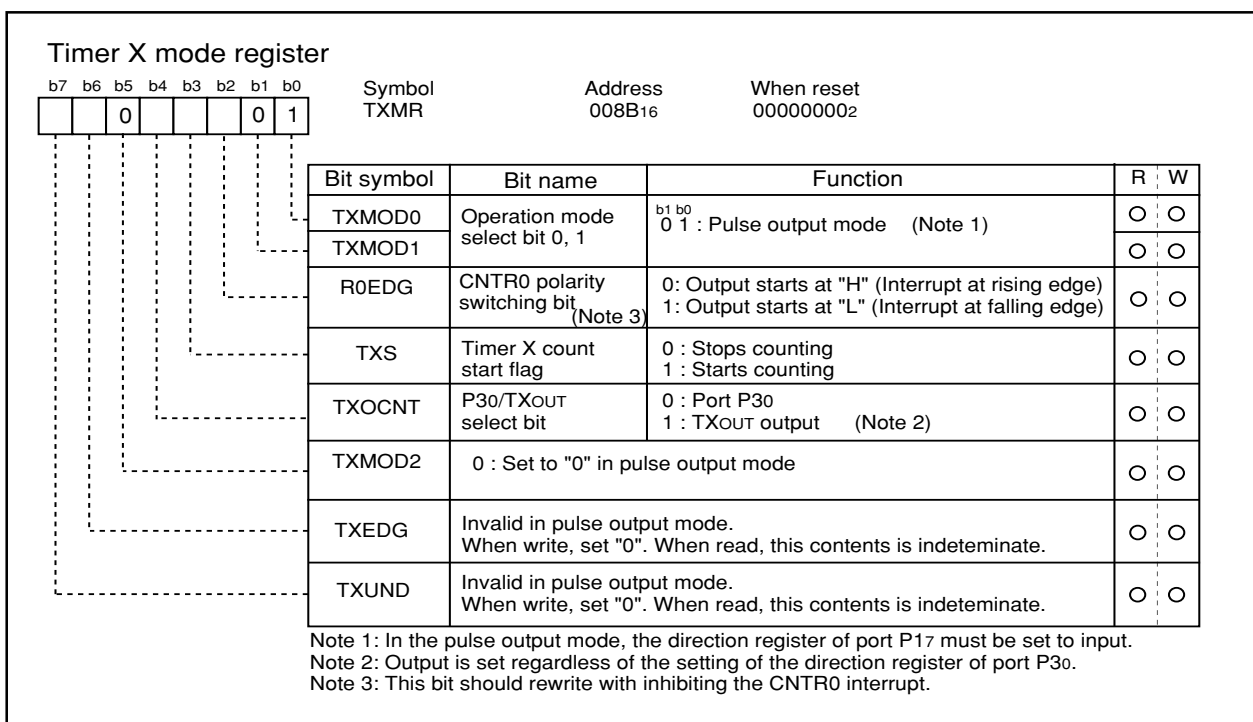 Timer X mode register
b7 b6 b5 b4 b3 b2 b1 b0
0 0 1
Symbol Address When reset
TXMR 008B16 000000002
Bit symbol Bit name Function R W
TXMOD0 Operation mode select bit 0, 1 b1 b0
0 1 : Pulse output mode (Note 1)
TXMOD1
R0EDG CNTR0 polarity switching bit (Note 3) 0: Output starts at "H" (Interrupt at rising edge)
1: Output starts at "L" (Interrupt at falling edge)
TXS Timer X count start flag 0 : Stops counting
1 : Starts counting
TXOCNT P30/TXOUT select bit 0 : Port P30
1 : TXOUT output (Note 2)
TXMOD2 0 : Set to "0" in pulse output mode
TXEDG Invalid in pulse output mode.
When write, set "0". When read, this contents is indeteminate.
TXUND Invalid in pulse output mode.
When write, set "0". When read, this contents is indeteminate.
Note 1: In the pulse output mode, the direction register of port P17 must be set to input.
Note 2: Output is set regardless of the setting of the direction register of port P30.
Note 3: This bit should rewrite with inhibiting the CNTR0 interrupt.